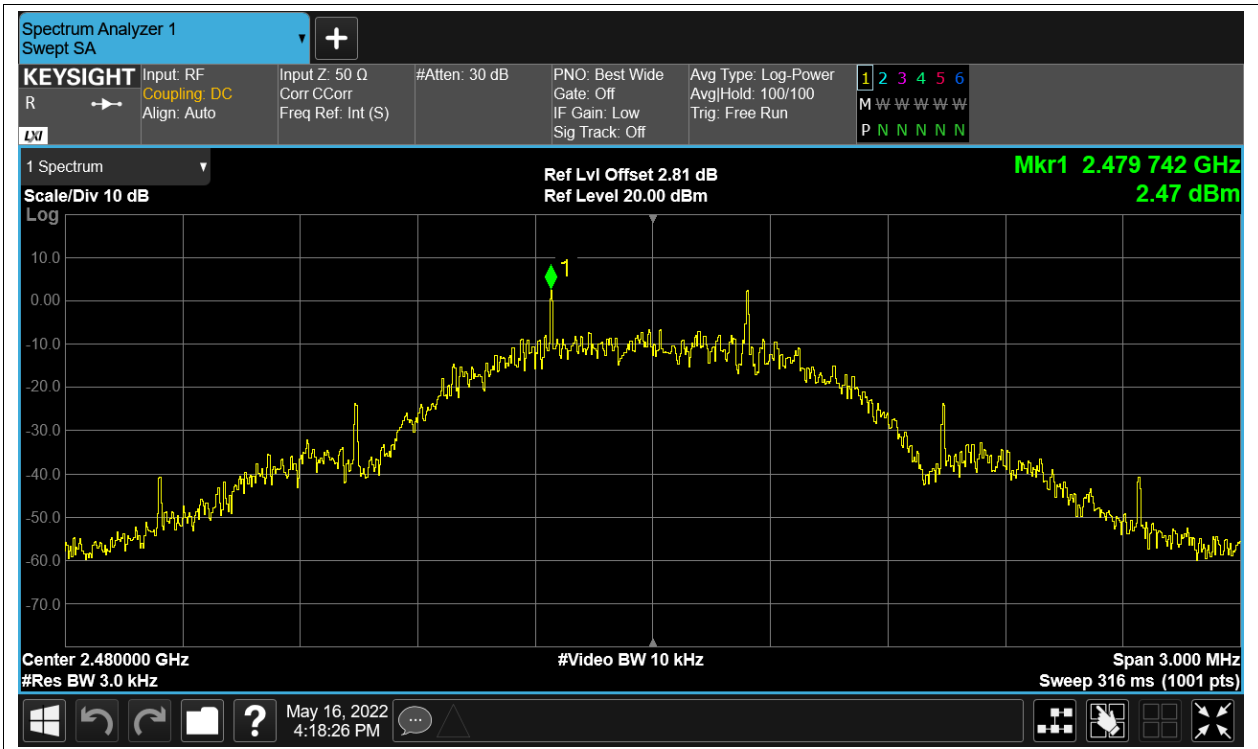 Spectrum Analyzer 1
Swept SA
▼
+
KEYSIGHT
R
LXI
Input: RF
Coupling: DC
Align: Auto
Input Z: 50 Ω
Corr CCorr
Freq Ref: Int (S)
#Atten: 30 dB
PNO: Best Wide
Gate: Off
IF Gain: Low
Sig Track: Off
Avg Type: Log-Power
Avg|Hold: 100/100
Trig: Free Run
1 2 3 4 5 6
M W W W W W W
P N N N N N
1 Spectrum ▼
Scale/Div 10 dB
Log
Ref Lvl Offset 2.81 dB
Ref Level 20.00 dBm
Mkr1 2.479 742 GHz
2.47 dBm
1
10.0
0.00
-10.0
-20.0
-30.0
-40.0
-50.0
-60.0
-70.0
Center 2.480000 GHz
#Res BW 3.0 kHz
#Video BW 10 kHz
Span 3.000 MHz
Sweep 316 ms (1001 pts)
?
May 16, 2022
4:18:26 PM